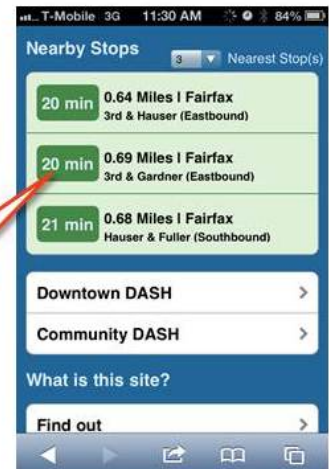 T-Mobile 3G 11:30 AM 84%
Nearby Stops
3 Nearest Stop(s)
20 min 0.64 Miles | Fairfax
3rd & Hauser (Eastbound)
20 min 0.69 Miles | Fairfax
3rd & Gardner (Eastbound)
21 min 0.68 Miles | Fairfax
Hauser & Fuller (Southbound)
Downtown DASH >
Community DASH >
What is this site?
Find out >